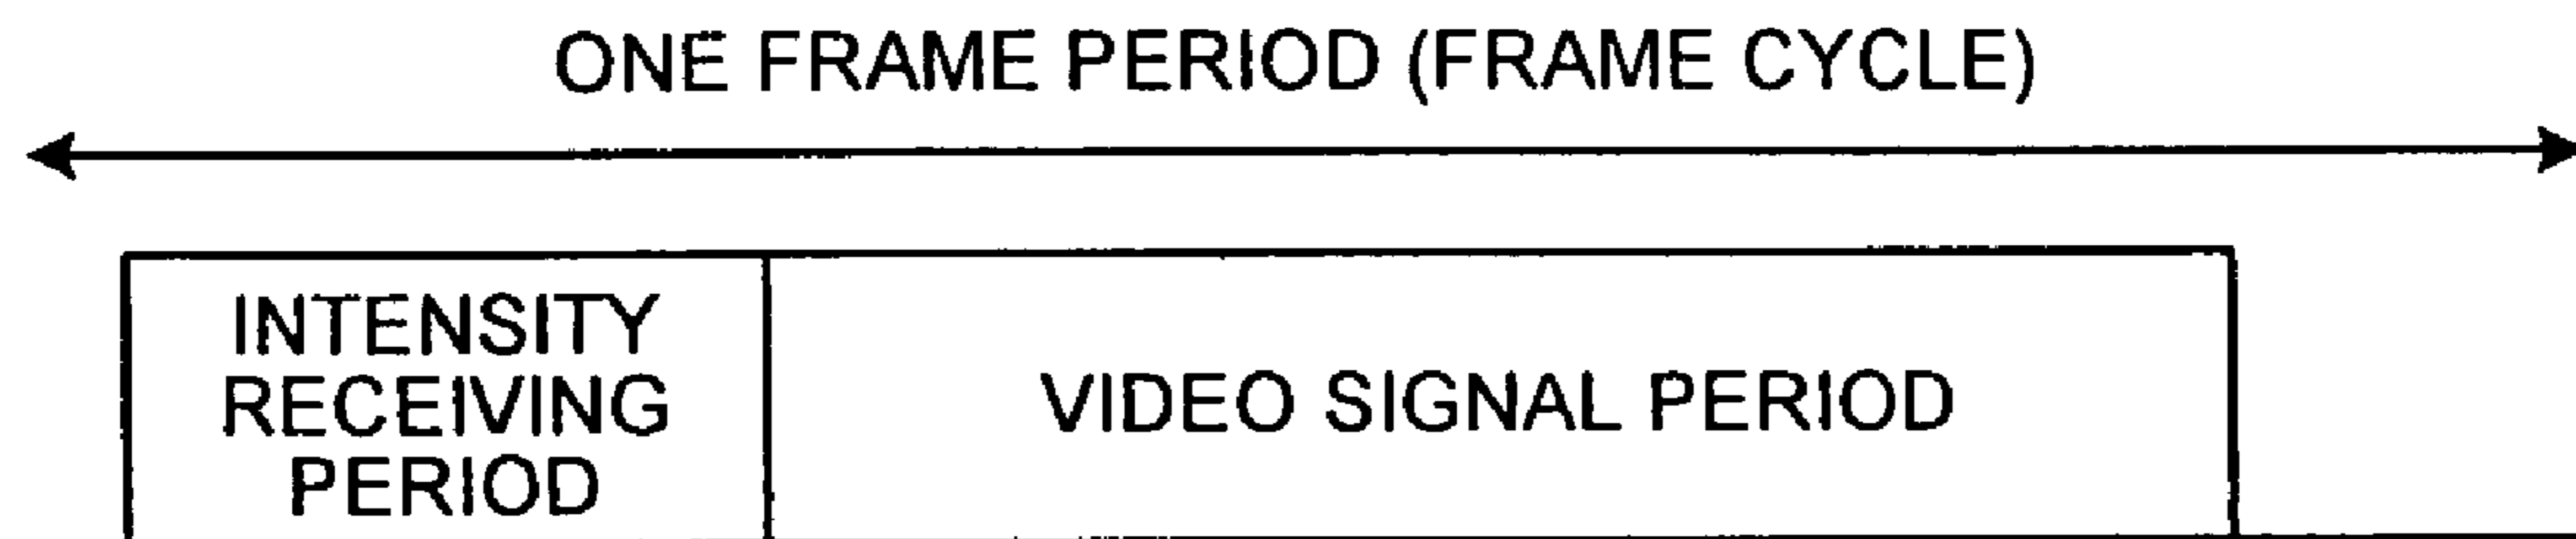 ONE FRAME PERIOD (FRAME CYCLE)
INTENSITY
RECEIVING
PERIOD
VIDEO SIGNAL PERIOD